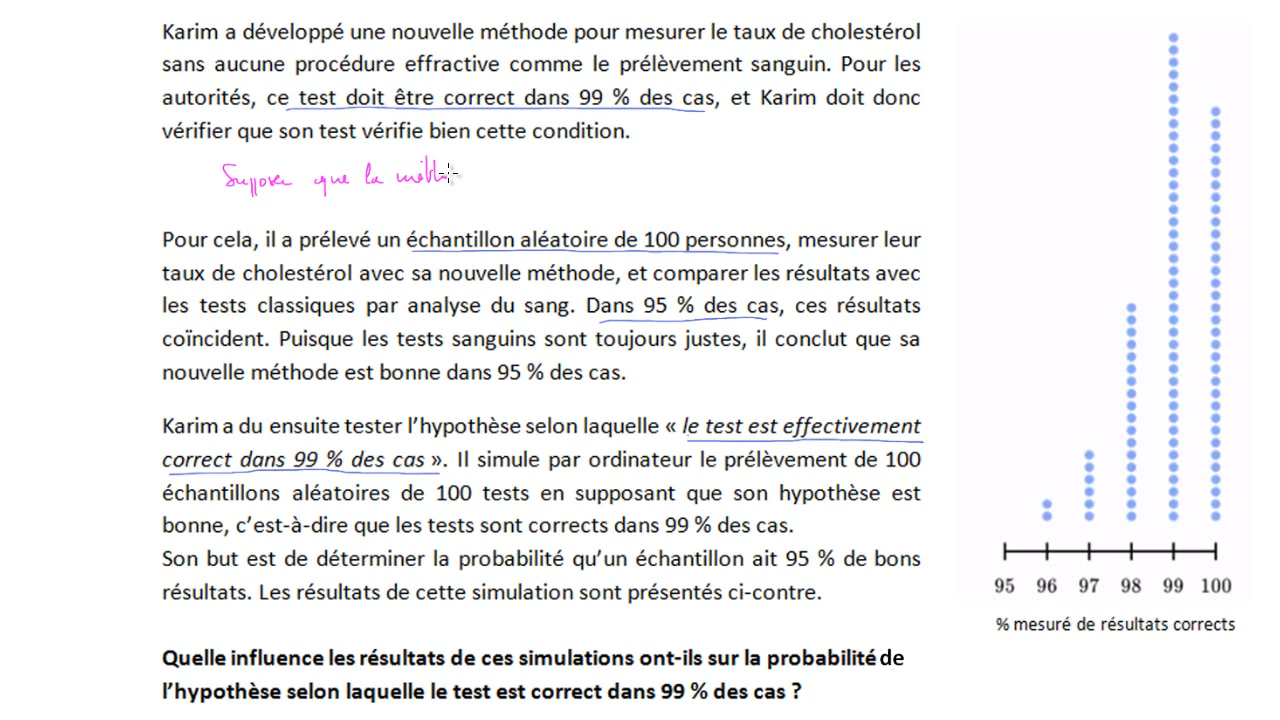 Karim a développé une nouvelle méthode pour mesurer le taux de cholestérol
sans aucune procédure effractive comme le prélèvement sanguin. Pour les
autorités, ce test doit être correct dans 99 % des cas, et Karim doit donc
vérifier que son test vérifie bien cette condition.
que la
Pour cela, il a prélevé un échantillon aléatoire de 100 personnes, mesurer leur
taux de cholestérol avec sa nouvelle méthode, et comparer les résultats avec
les tests classiques par analyse du sang. Dans 95 % des cas, ces résultats
coïncident. Puisque les tests sanguins sont toujours justes, il conclut que sa
nouvelle méthode est bonne dans 95 % des cas.
Karim a du ensuite tester l’hypothèse selon laquelle « le test est effectivement
correct dans 99 % des cas ». Il simule par ordinateur le prélèvement de 100
échantillons aléatoires de 100 tests en supposant que son hypothèse est
bonne, c’est-à-dire que les tests sont corrects dans 99 % des cas.
Son but est de déterminer la probabilité qu’un échantillon ait 95 % de bons
résultats. Les résultats de cette simulation sont présentés ci-contre.
Quelle influence les résultats de ces simulations ont-ils sur la probabilité de
l’hypothèse selon laquelle le test est correct dans 99 % des cas ?
95 96 97 98 99 100
% mesuré de résultats corrects